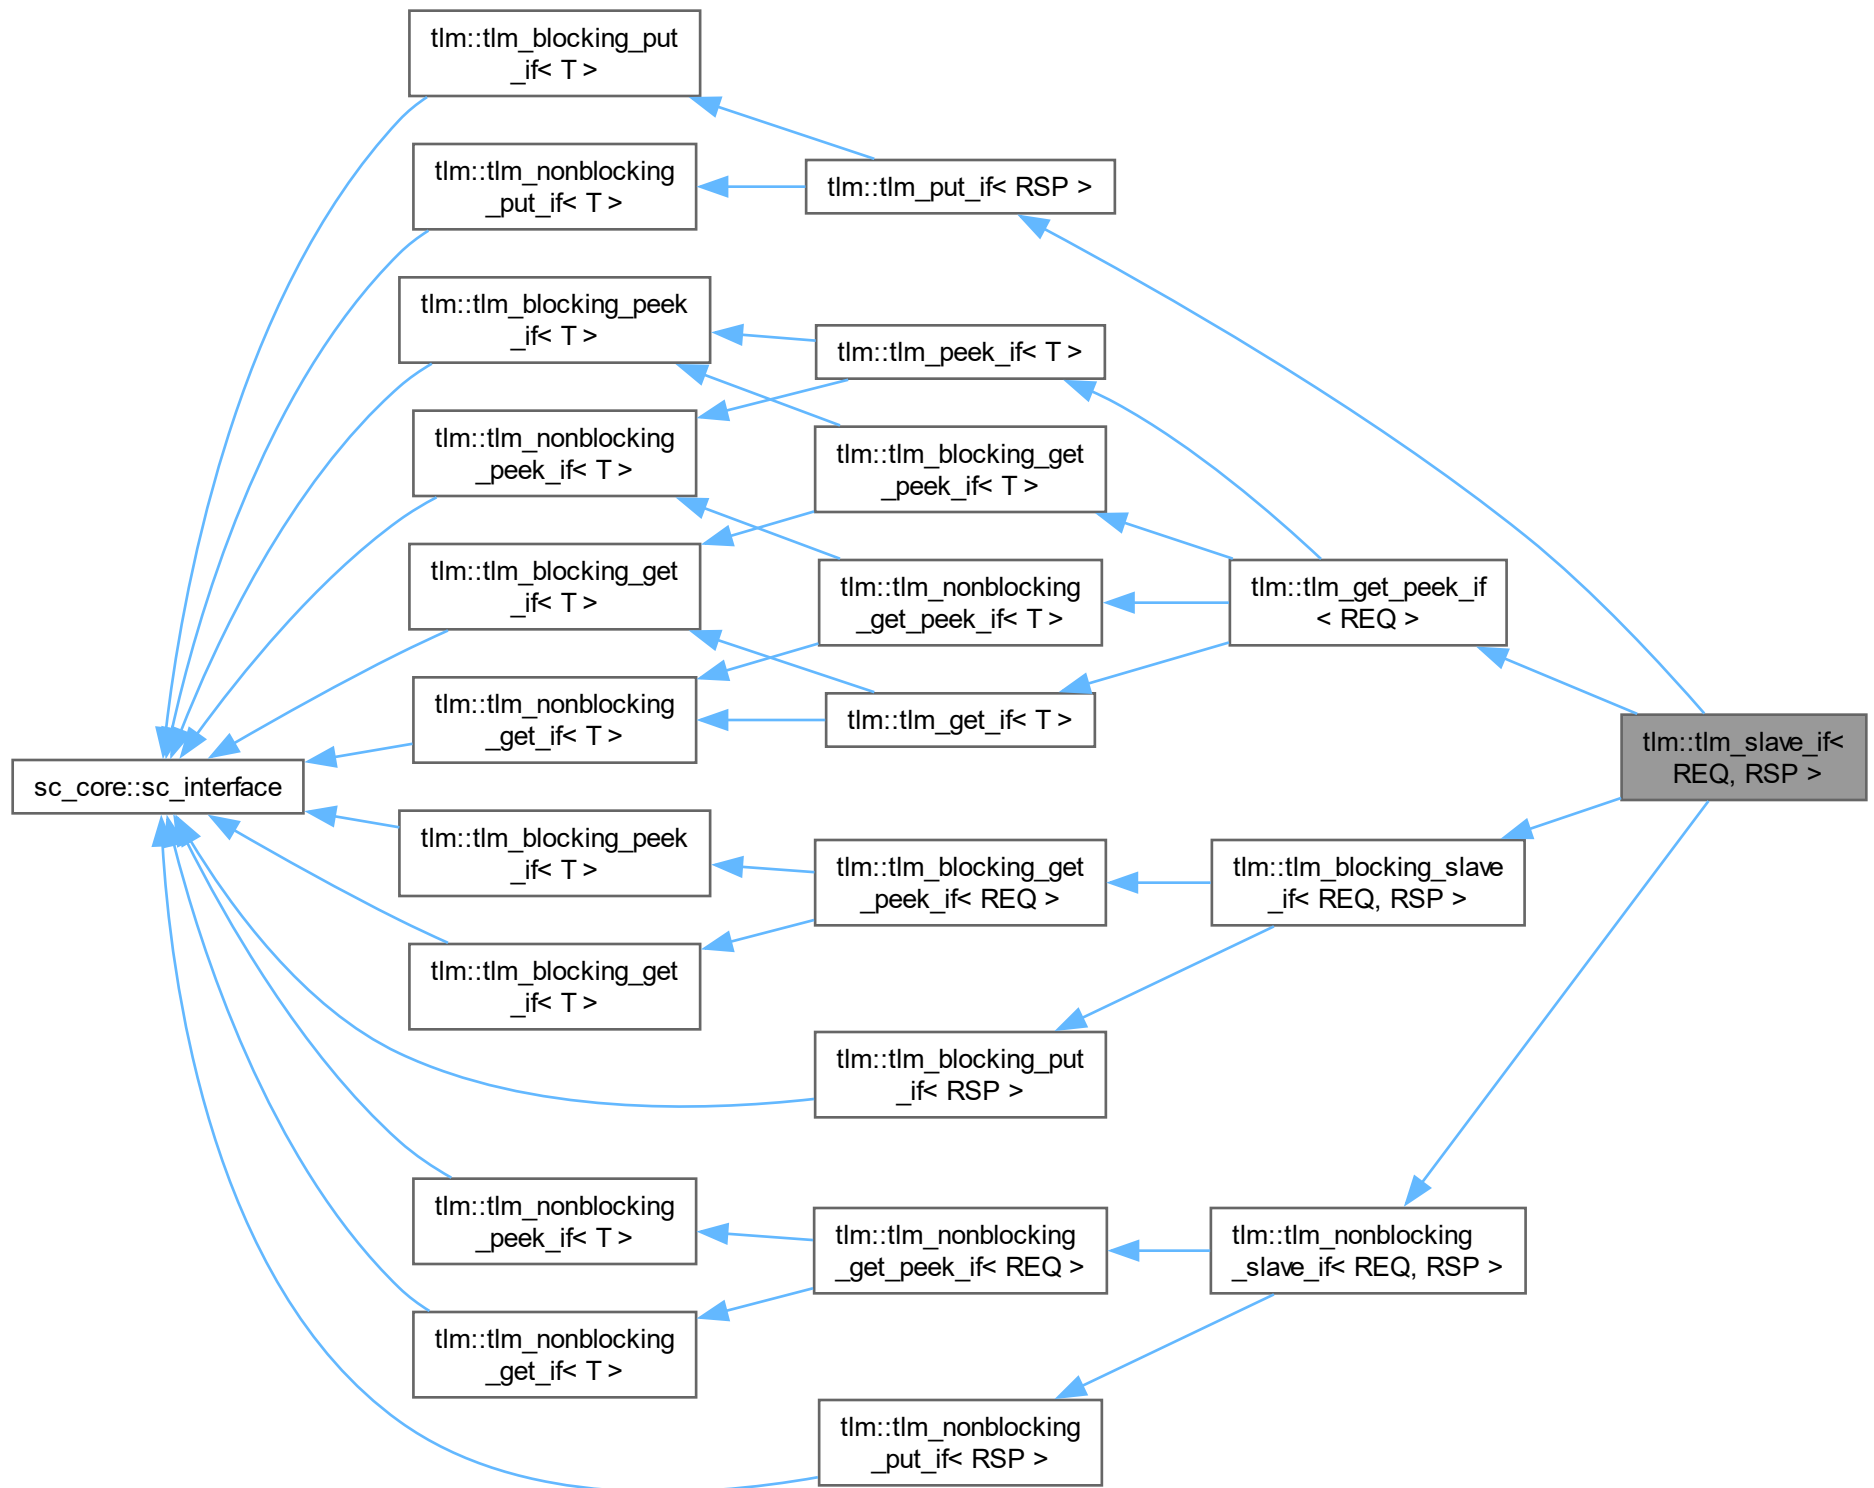 tlm::tlm_blocking_put
_if< T >
tlm::tlm_nonblocking
_put_if< T >
tlm::tlm_put_if< RSP >
tlm::tlm_blocking_peek
_if< T >
tlm::tlm_peek_if< T >
tlm::tlm_nonblocking
_peek_if< T >
tlm::tlm_blocking_get
_peek_if< T >
tlm::tlm_blocking_get
_if< T >
tlm::tlm_nonblocking
_get_peek_if< T >
tlm::tlm_get_peek_if
< REQ >
tlm::tlm_nonblocking
_get_if< T >
tlm::tlm_get_if< T >
tlm::tlm_slave_if<
REQ, RSP >
sc_core::sc_interface
tlm::tlm_blocking_peek
_if< T >
tlm::tlm_blocking_get
_peek_if< REQ >
tlm::tlm_blocking_slave
_if< REQ, RSP >
tlm::tlm_blocking_get
_if< T >
tlm::tlm_blocking_put
_if< RSP >
tlm::tlm_nonblocking
_peek_if< T >
tlm::tlm_nonblocking
_get_peek_if< REQ >
tlm::tlm_nonblocking
_slave_if< REQ, RSP >
tlm::tlm_nonblocking
_get_if< T >
tlm::tlm_nonblocking
_put_if< RSP >